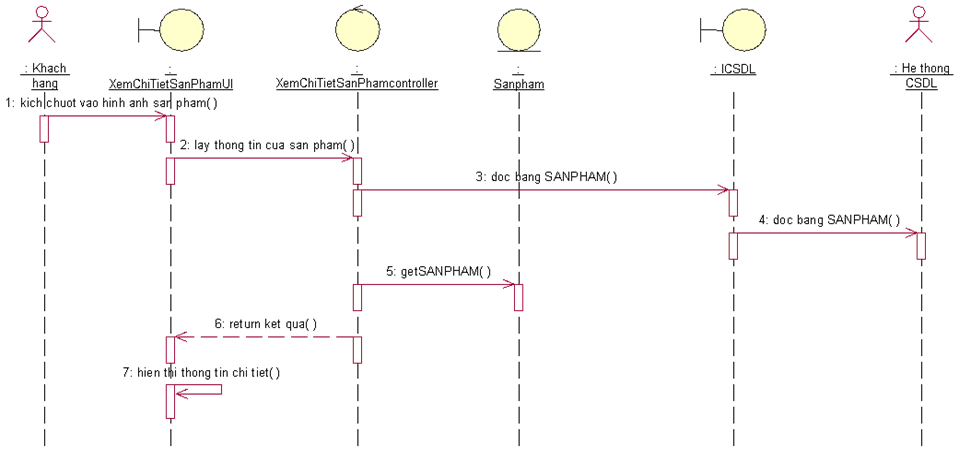 : Khach
hang
:
XemChiTietSanPhamUI
:
XemChiTietSanPhamcontroller
:
Sanpham
: ICSDL
: He thong
CSDL
1: kich chuot vao hinh anh san pham( )
2: lay thong tin cua san pham( )
3: doc bang SANPHAM( )
4: doc bang SANPHAM( )
5: getSANPHAM( )
6: return ket qua( )
7: hien thi thong tin chi tiet( )